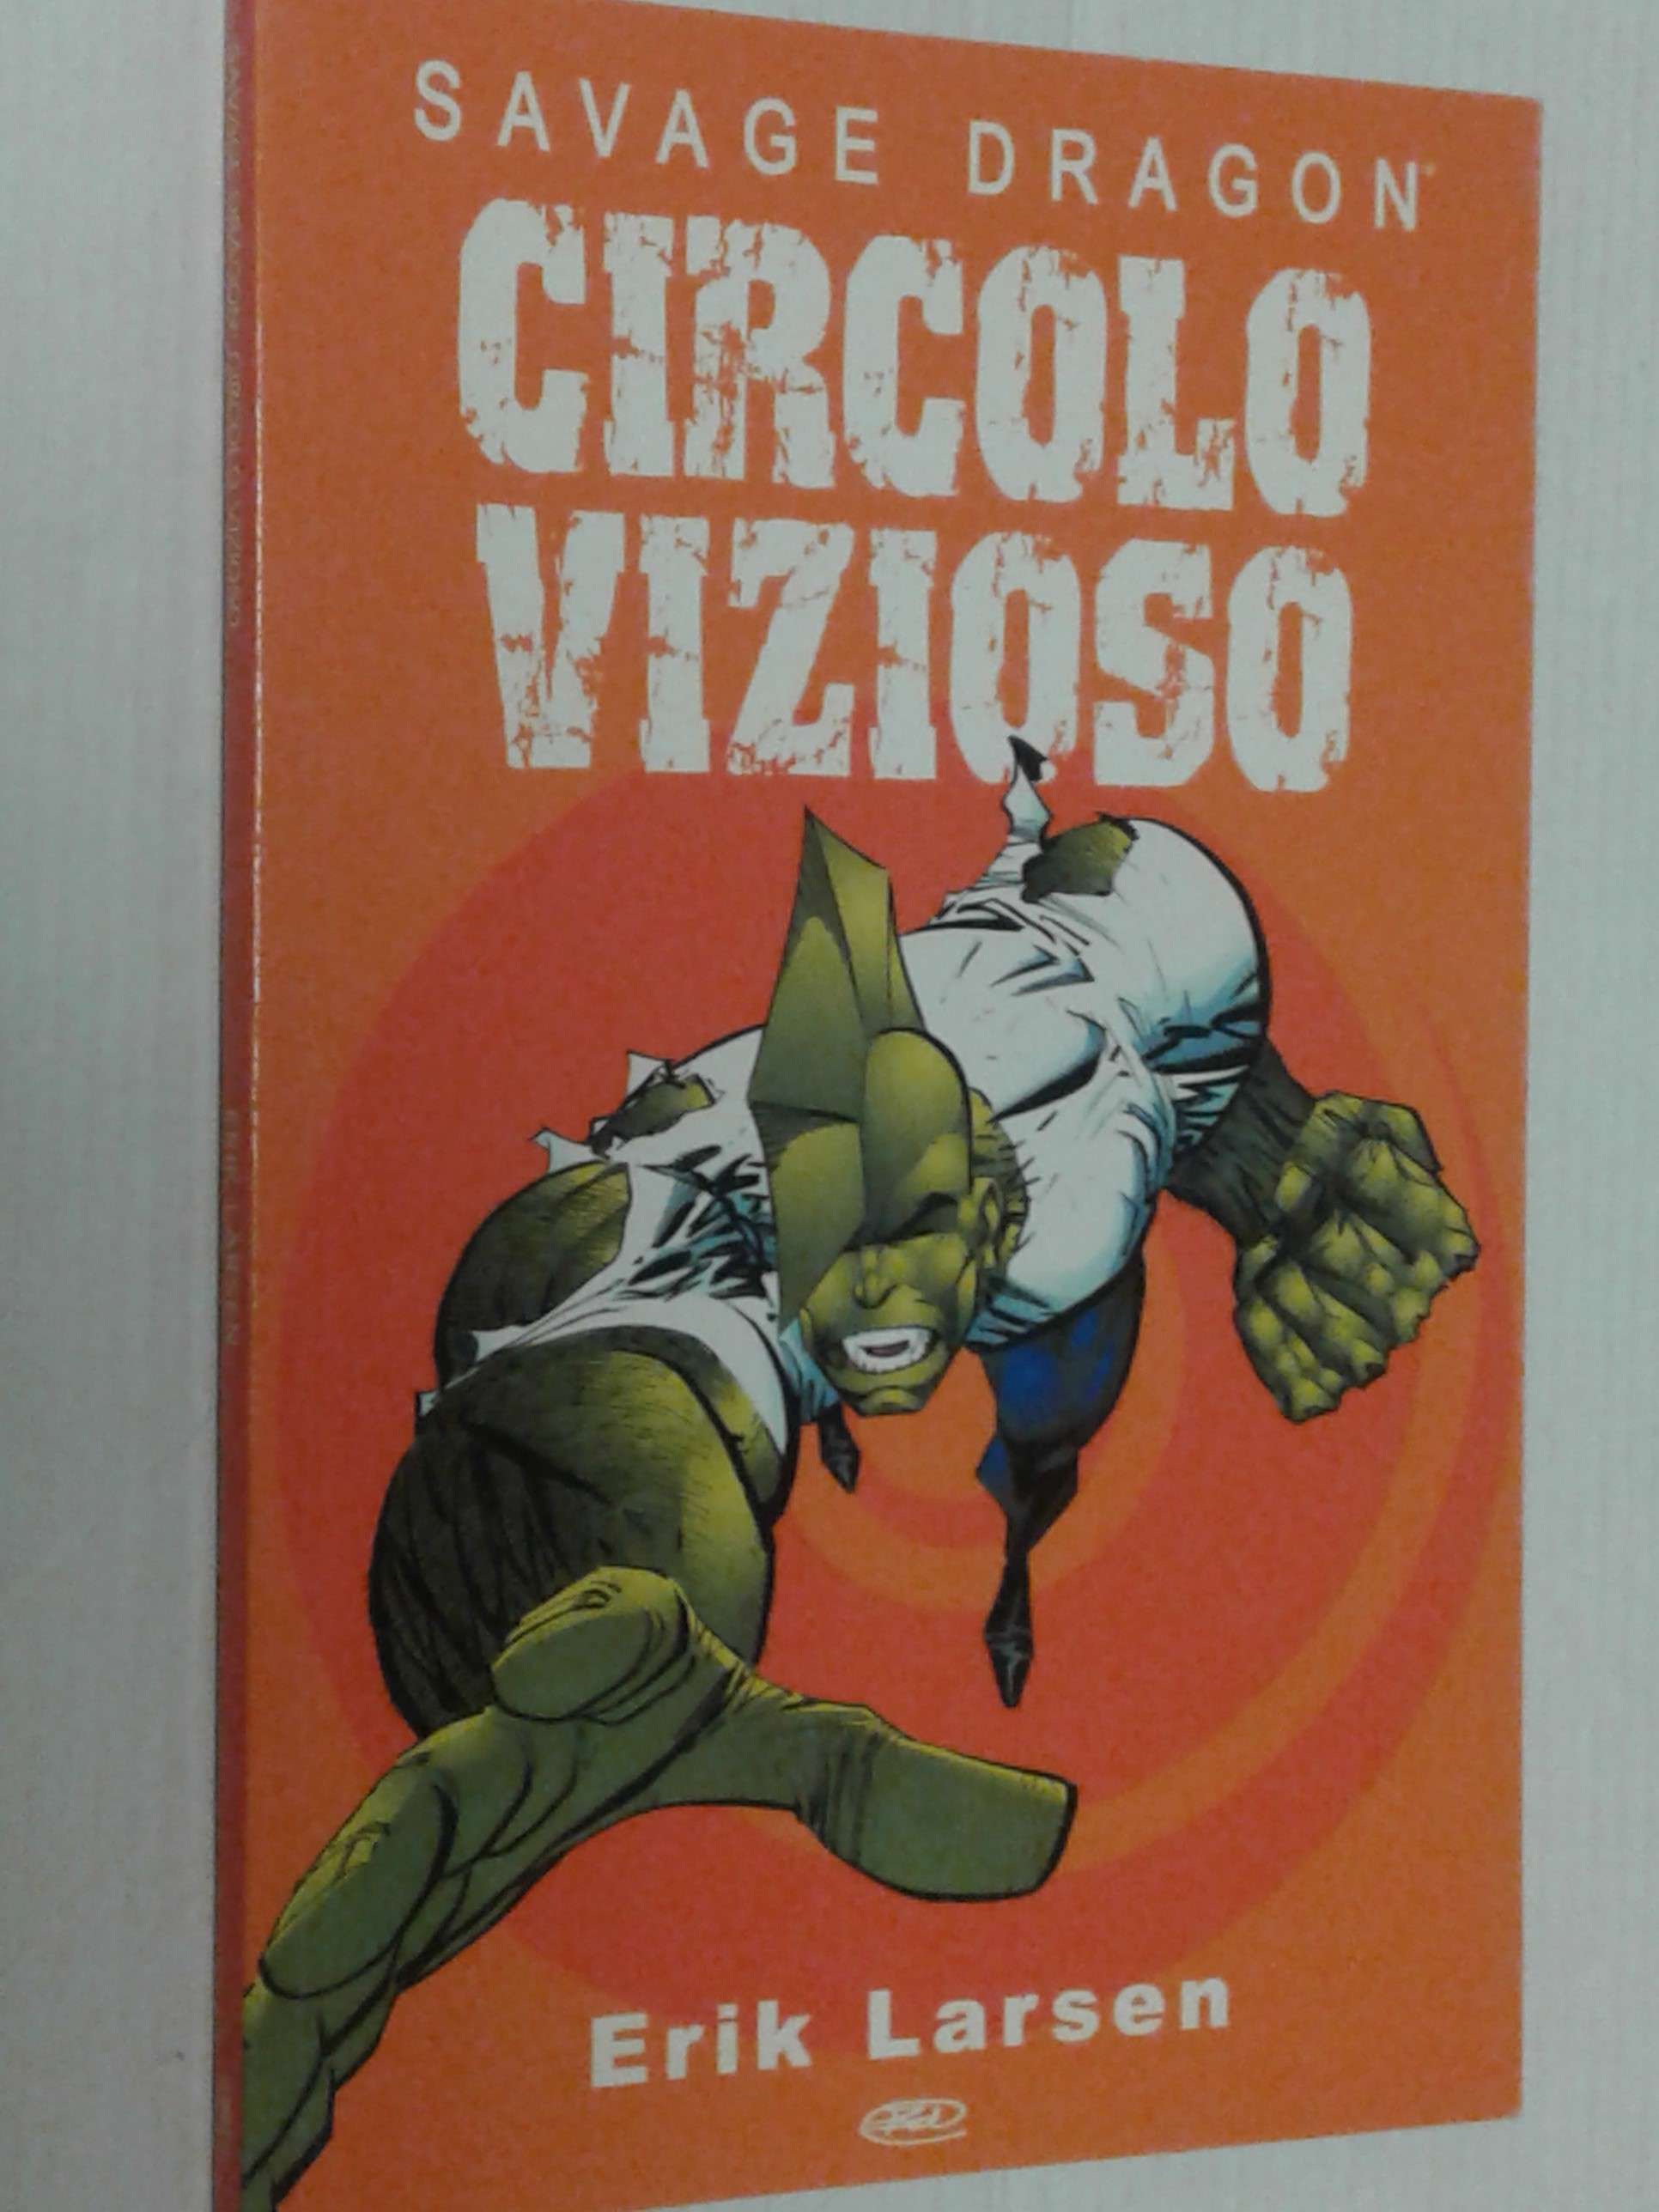 SAVAGE DRAGON
CIRCOLO
VIZIOSO
Erik Larsen